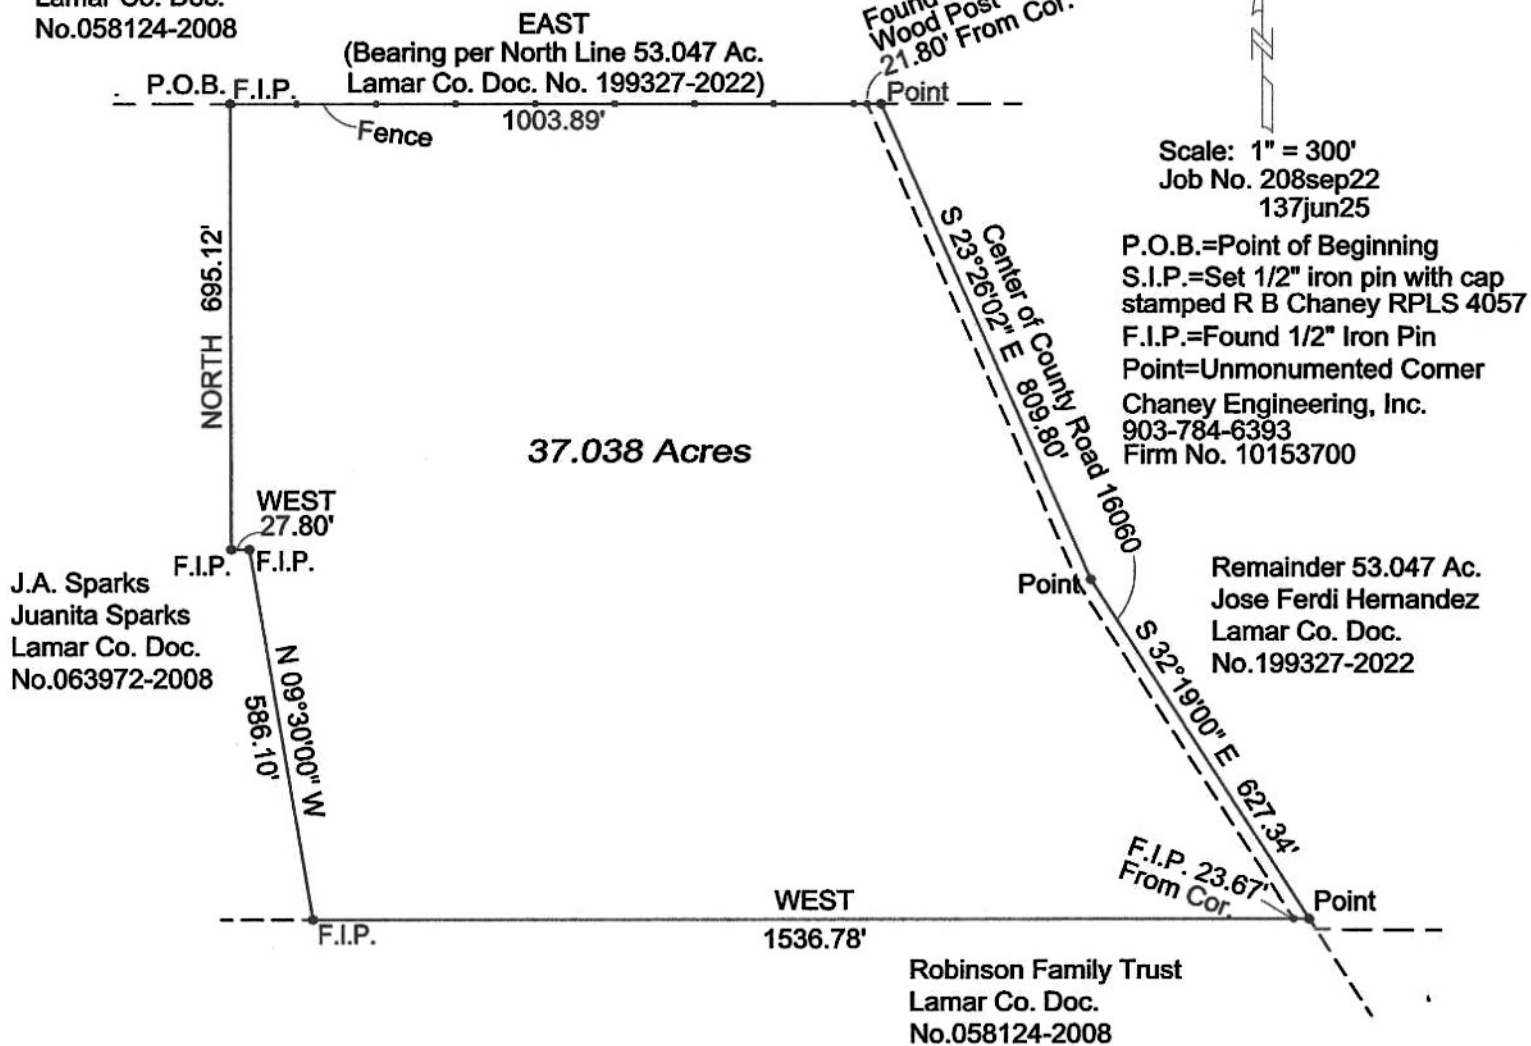 Lamar Co. Doc.
No.058124-2008
EAST
(Bearing per North Line 53.047 Ac.
Lamar Co. Doc. No. 199327-2022)
Found
Wood Post
21.80' From Cor.
P.O.B.
F.I.P.
Point
Fence
1003.89'
N
Scale: 1" = 300'
Job No. 208sep22
137jun25
P.O.B.=Point of Beginning
S.I.P.=Set 1/2" iron pin with cap
stamped R B Chaney RPLS 4057
F.I.P.=Found 1/2" Iron Pin
Point=Unmonumented Corner
Chaney Engineering, Inc.
903-784-6393
Firm No. 10153700
NORTH 695.12'
Center of County Road 16060
S 23°26'02" E 809.80'
37.038 Acres
WEST
27.80'
F.I.P.
F.I.P.
J.A. Sparks
Juanita Sparks
Lamar Co. Doc.
No.063972-2008
Point
Remainder 53.047 Ac.
Jose Ferdi Hernandez
Lamar Co. Doc.
No.199327-2022
N 09°30'00" W
586.10'
S 32°19'00" E 627.34'
F.I.P. 23.67'
From Cor.
Point
WEST
1536.78'
F.I.P.
Robinson Family Trust
Lamar Co. Doc.
No.058124-2008